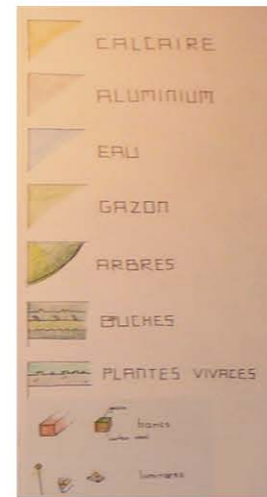 CALCAIRE
ALUMINIUM
EAU
GAZON
ARBRES
BUCHES
PLANTES VIVACES
bancs
luminaires